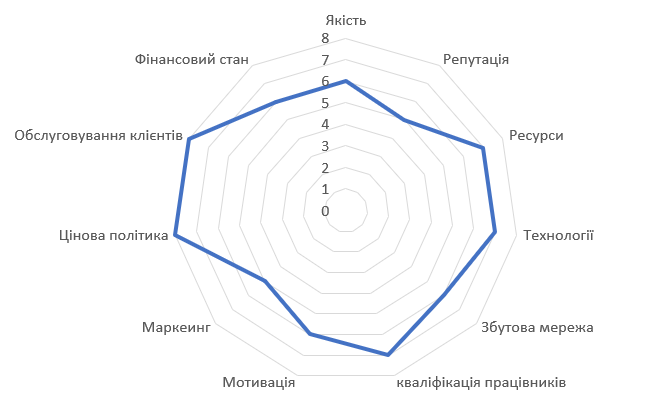 Якість
Репутація
Ресурси
Технології
Збутова мережа
кваліфікація працівників
Мотивація
Маркеинг
Цінова політика
Обслуговування клієнтів
Фінансовий стан
8
7
6
5
4
3
2
1
0